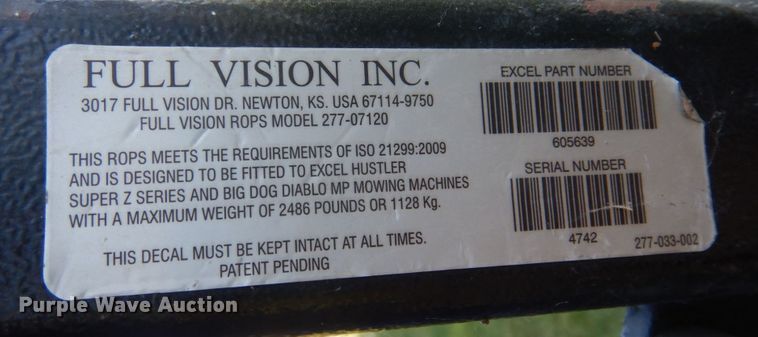 FULL VISION INC.
3017 FULL VISION DR. NEWTON, KS. USA 67114-9750
FULL VISION ROPS MODEL 277-07120
THIS ROPS MEETS THE REQUIREMENTS OF ISO 21299:2009
AND IS DESIGNED TO BE FITTED TO EXCEL HUSTLER
SUPER Z SERIES AND BIG DOG DIABLO MP MOWING MACHINES
WITH A MAXIMUM WEIGHT OF 2486 POUNDS OR 1128 Kg.
THIS DECAL MUST BE KEPT INTACT AT ALL TIMES.
PATENT PENDING
EXCEL PART NUMBER
605639
SERIAL NUMBER
4742
277-033-002
Purple Wave Auction